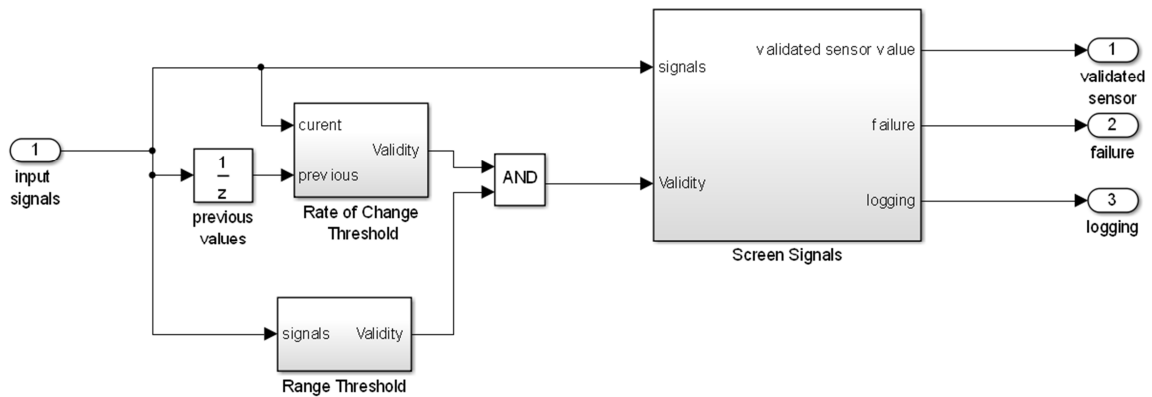 validated sensor value
1
signals
validated
sensor
curent
failure
2
Validity
failure
1
1
z
previous
AND
Validity
input
signals
previous
values
Rate of Change
Threshold
logging
3
logging
Screen Signals
signals
Validity
Range Threshold